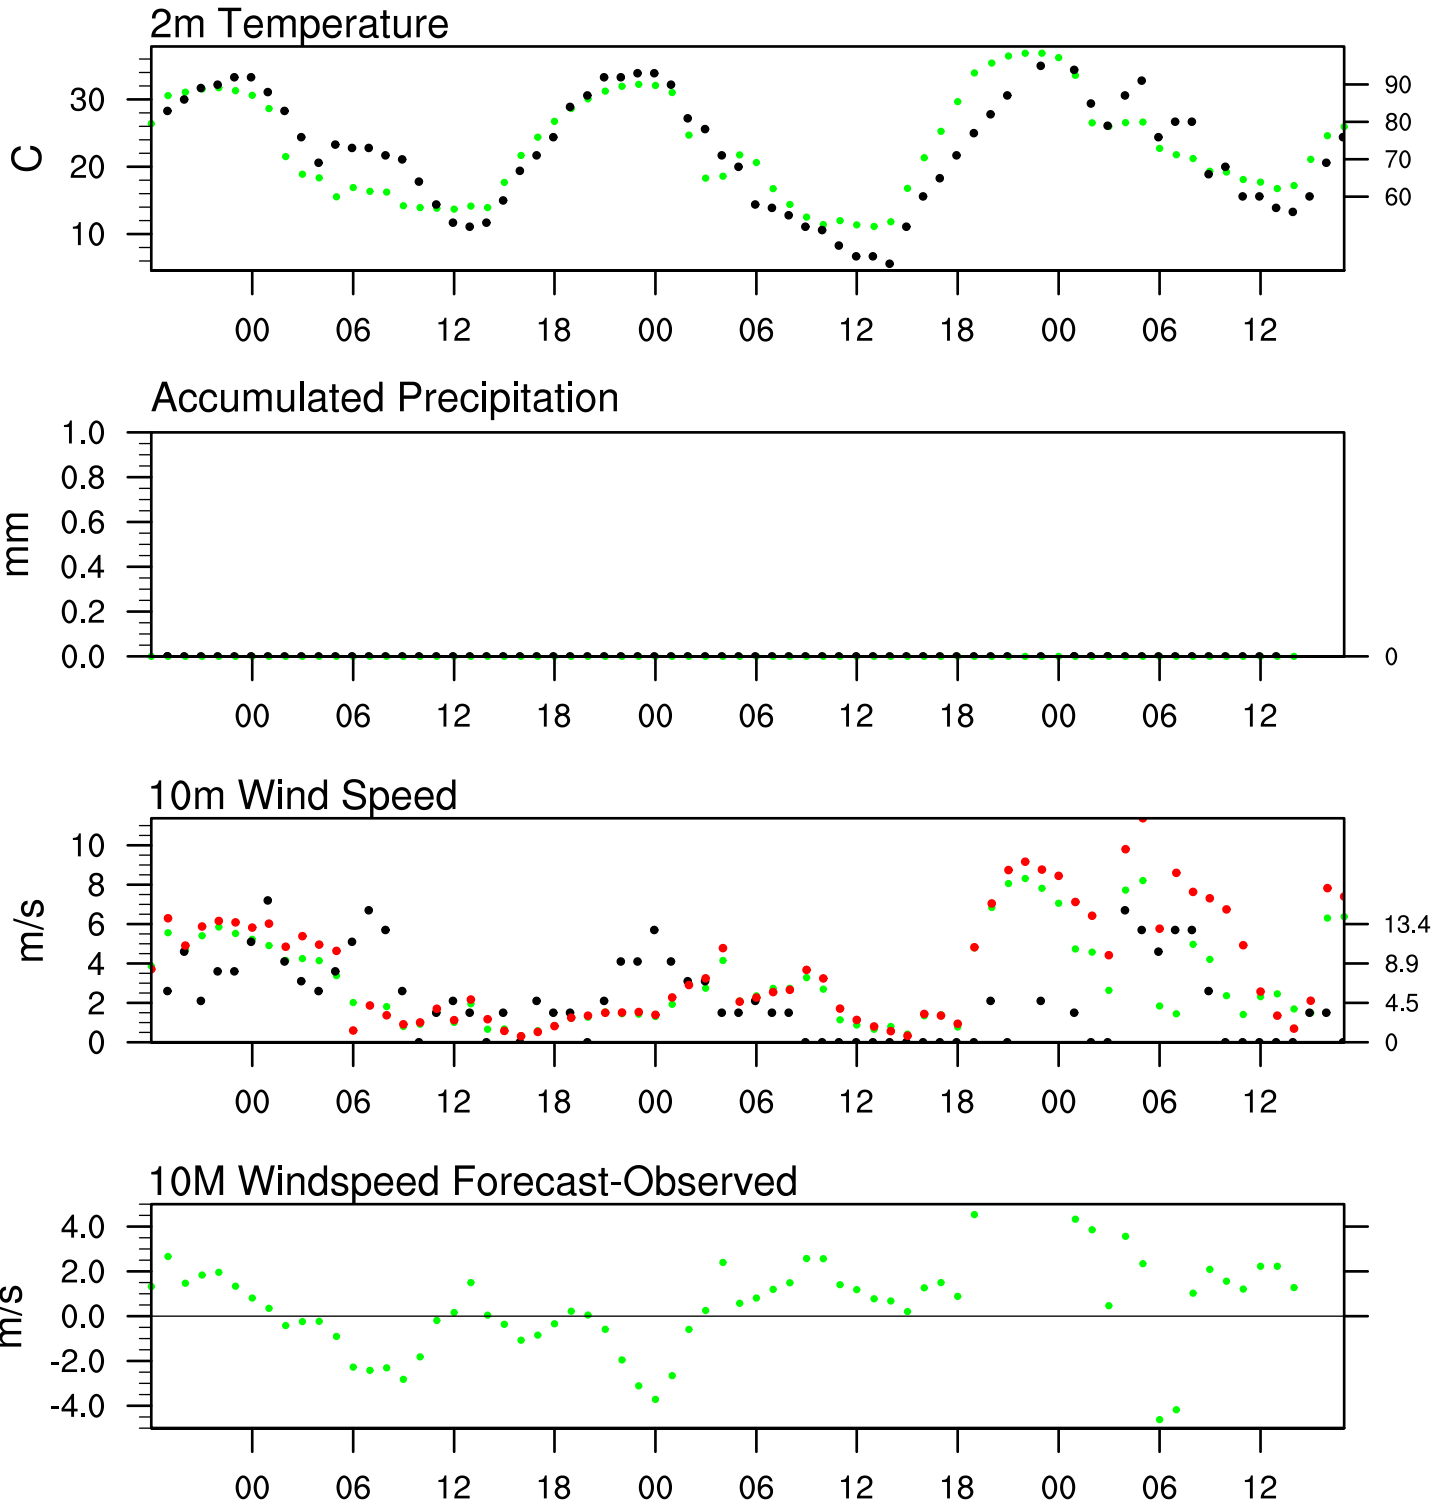 2m Temperature
30
20
10
C
90
80
70
60
00 06 12 18 00 06 12 18 00 06 12
Accumulated Precipitation
1.0
0.8
0.6
0.4
0.2
0.0
mm
0
00 06 12 18 00 06 12 18 00 06 12
10m Wind Speed
10
8
6
4
2
0
m/s
13.4
8.9
4.5
0
00 06 12 18 00 06 12 18 00 06 12
10M Windspeed Forecast-Observed
4.0
2.0
0.0
-2.0
-4.0
m/s
00 06 12 18 00 06 12 18 00 06 12